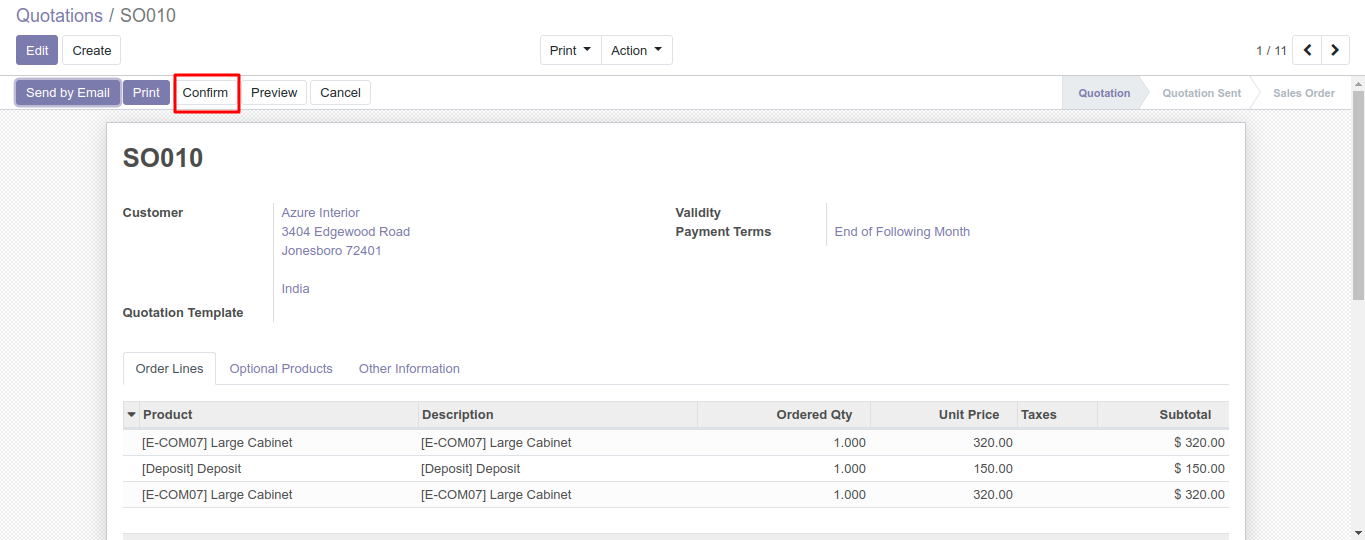 Quotations / SO010
Edit Create Print Action 1 / 11
Send by Email Print Confirm Preview Cancel Quotation Quotation Sent Sales Order
SO010
Customer Azure Interior Validity
3404 Edgewood Road Payment Terms End of Following Month
Jonesboro 72401
India
Quotation Template
Order Lines Optional Products Other Information
Product Description Ordered Qty Unit Price Taxes Subtotal
[E-COM07] Large Cabinet [E-COM07] Large Cabinet 1.000 320.00 $ 320.00
[Deposit] Deposit [Deposit] Deposit 1.000 150.00 $ 150.00
[E-COM07] Large Cabinet [E-COM07] Large Cabinet 1.000 320.00 $ 320.00